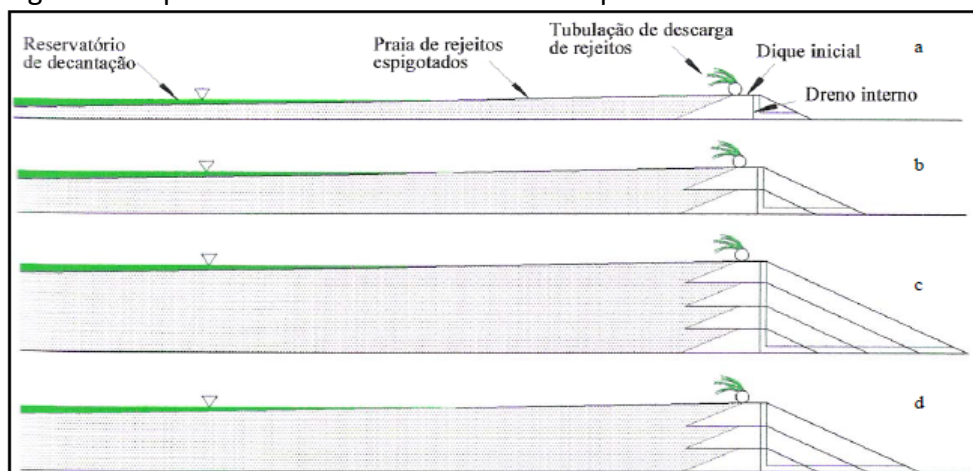 Reservatório
de decantação
Praia de rejeitos
espigotados
Tubulação de descarga
de rejeitos
Dique inicial
Dreno interno
a
b
c
d